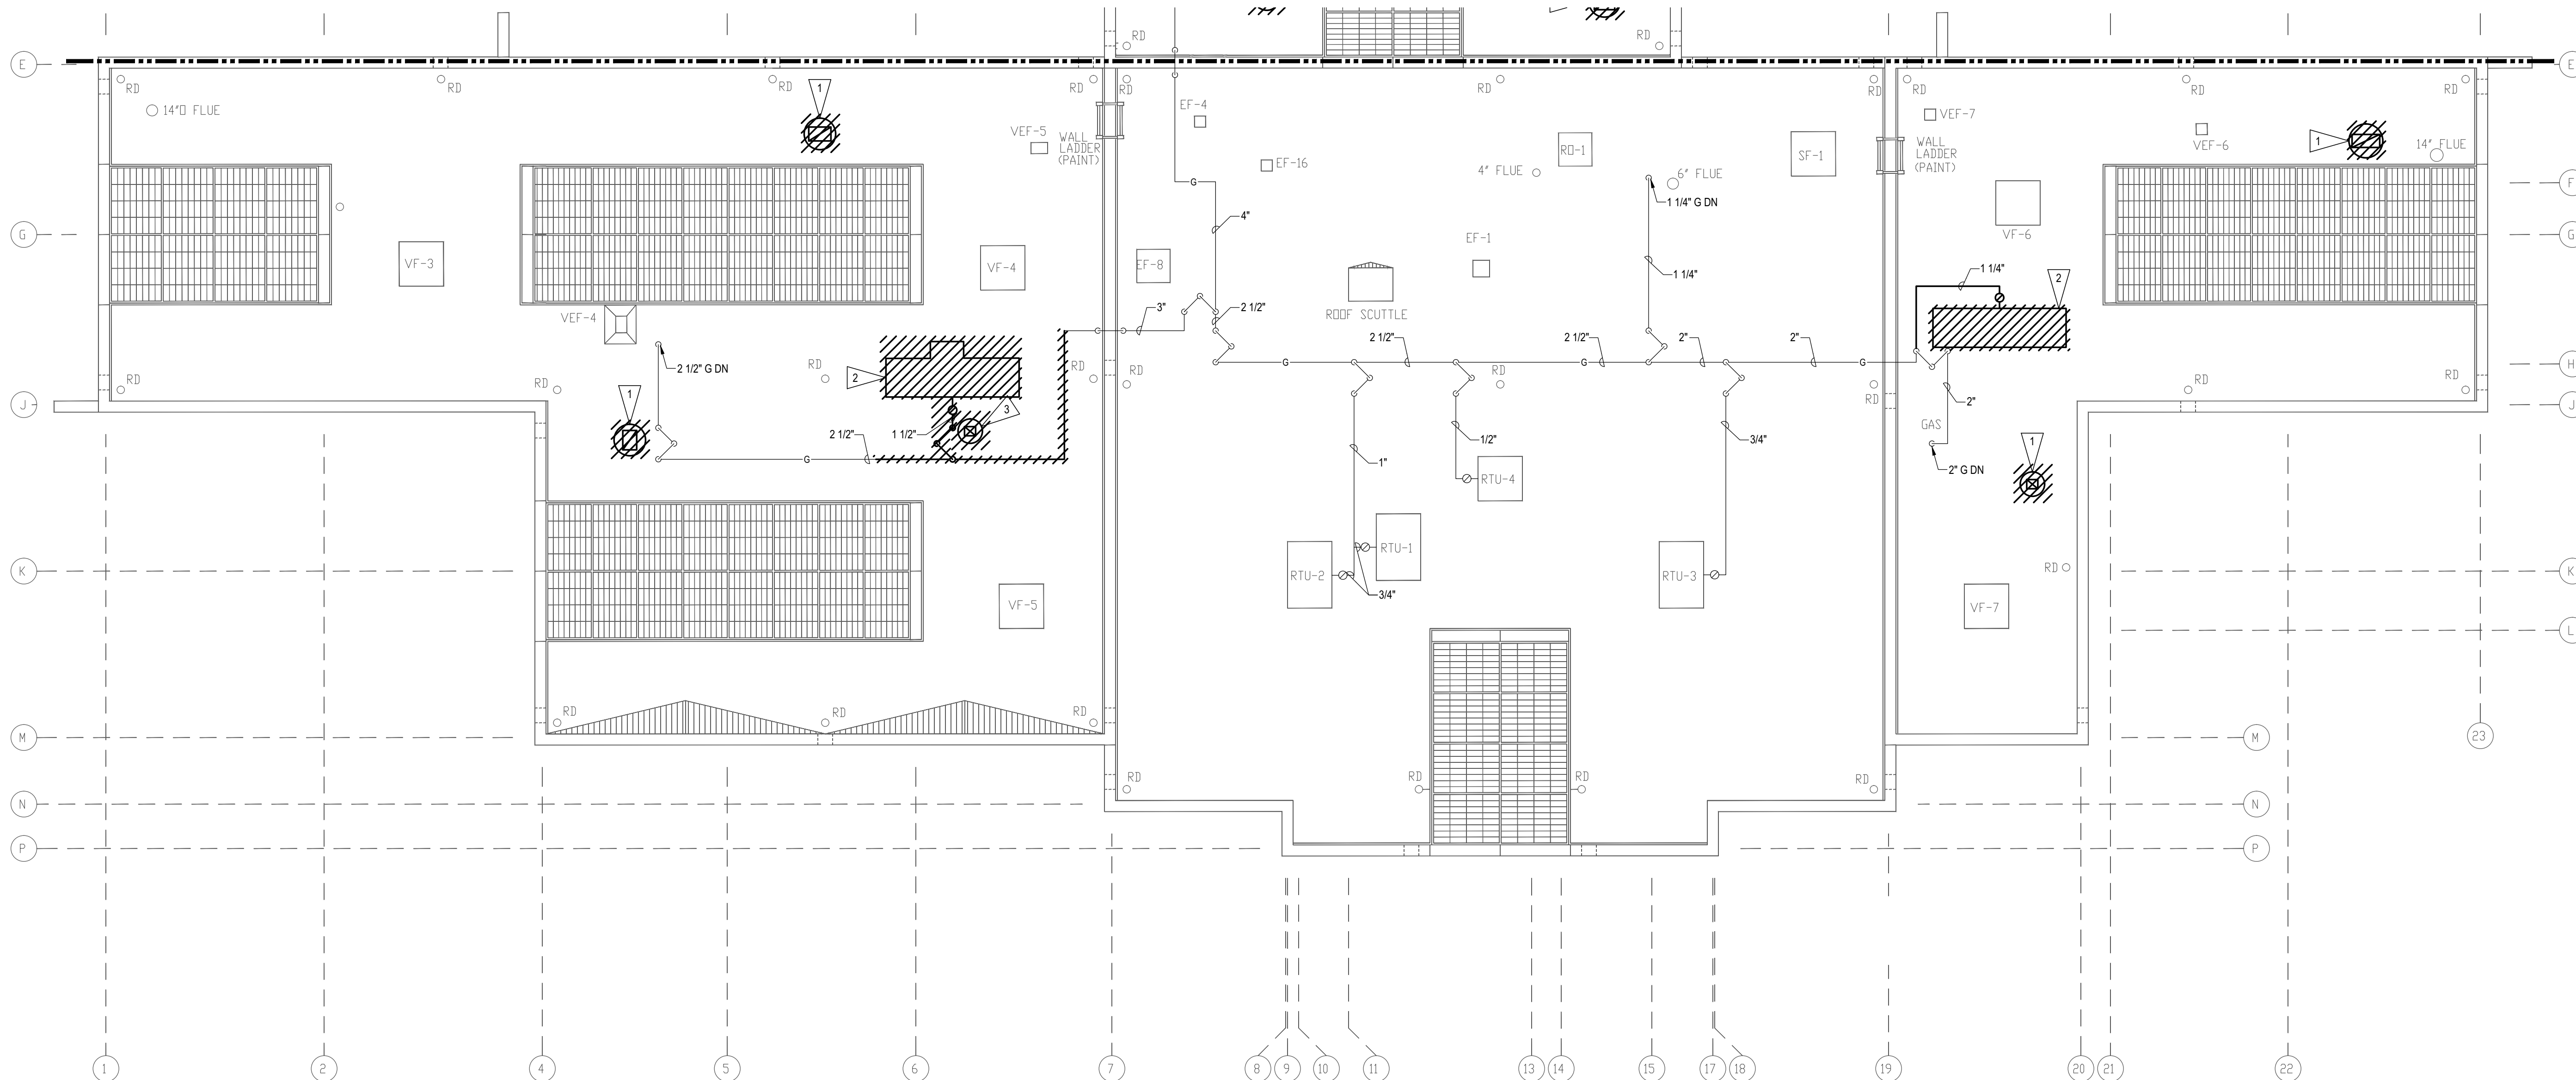 RD
RD
E
E
RD
RD
RD
RD
RD
RD
RD
RD
RD
RD
1
14"▯ FLUE
EF-4
VEF-5
WALL
LADDER
(PAINT)
EF-16
4" FLUE
R▯-1
6" FLUE
SF-1
WALL
LADDER
(PAINT)
VEF-7
VEF-6
1
14" FLUE
F
G
1 1/4" G DN
4"
G
VF-3
VF-4
EF-8
EF-1
VF-6
G
1 1/4"
1 1/4"
2
VEF-4
3"
2 1/2"
ROOF SCUTTLE
2 1/2"
2 1/2"
2"
2"
G
G
G
H
2 1/2" G DN
RD
RD
RD
RD
RD
RD
2
RD
RD
RD
RD
J
1
3
2"
J
GAS
2 1/2"
1 1/2"
1/2"
3/4"
1
G
1"
2" G DN
RTU-4
RTU-1
RTU-2
RTU-3
3/4"
K
RD
K
VF-5
VF-7
L
RD
RD
RD
M
M
23
RD
RD
RD
RD
N
N
P
P
1
2
4
5
6
7
8
9
10
11
13
14
15
17
18
19
20
21
22